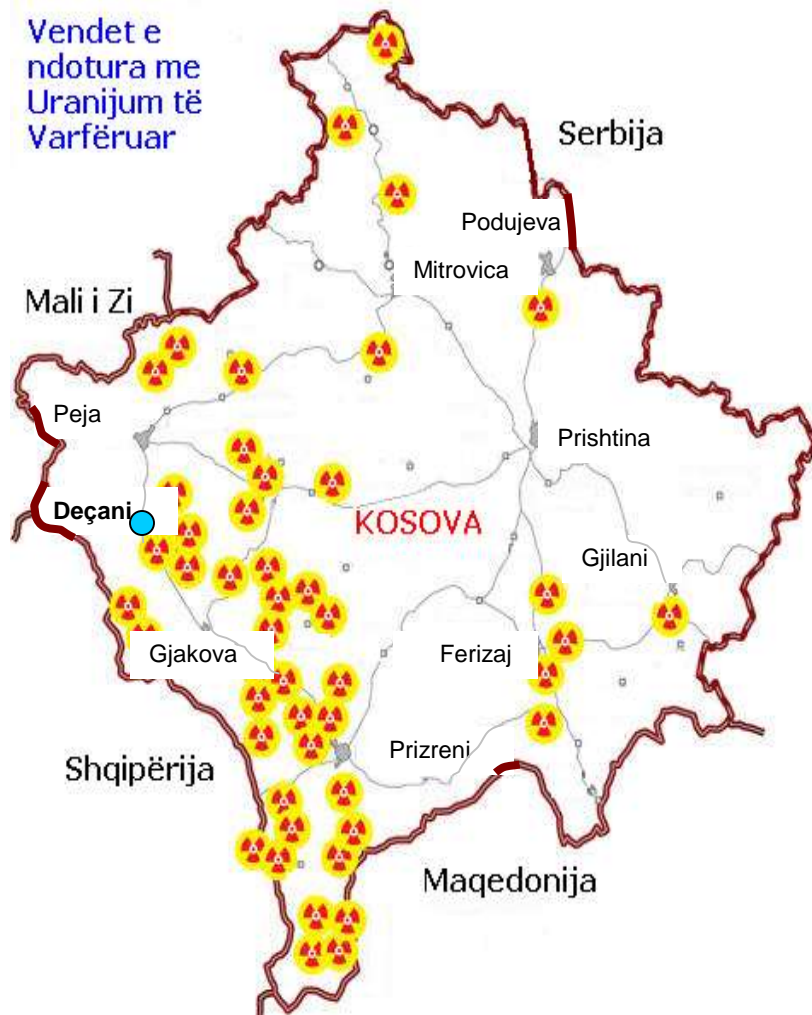 Vendet e
ndotura me
Uranijum të
Varfëruar
Serbija
Podujeva
Mitrovica
Mali i Zi
Peja
Prishtina
Deçani
KOSOVA
Gjilani
Gjakova
Ferizaj
Prizreni
Shqipërija
Maqedonija